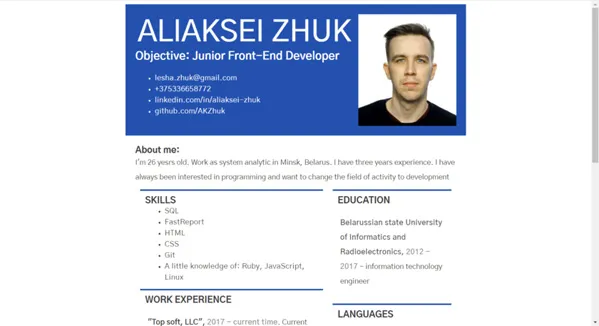 ALIAKSEI ZHUK
Objective: Junior Front-End Developer
lesha.zhuk@gmail.com
+375336658772
linkedin.com/in/aliaksei-zhuk
github.com/AKZhuk
About me:
I'm 26 yesrs old. Work as system analytic in Minsk, Belarus. I have three years experience. I have
always been interested in programming and want to change the field of activity to development
SKILLS
SQL
FastReport
HTML
CSS
Git
A little knowledge of: Ruby, JavaScript,
Linux
WORK EXPERIENCE
"Top soft, LLC", 2017 - current time. Current
EDUCATION
Belarussian state University
of Informatics and
Radioelectronics, 2012 -
2017 - information technology
engineer
LANGUAGES